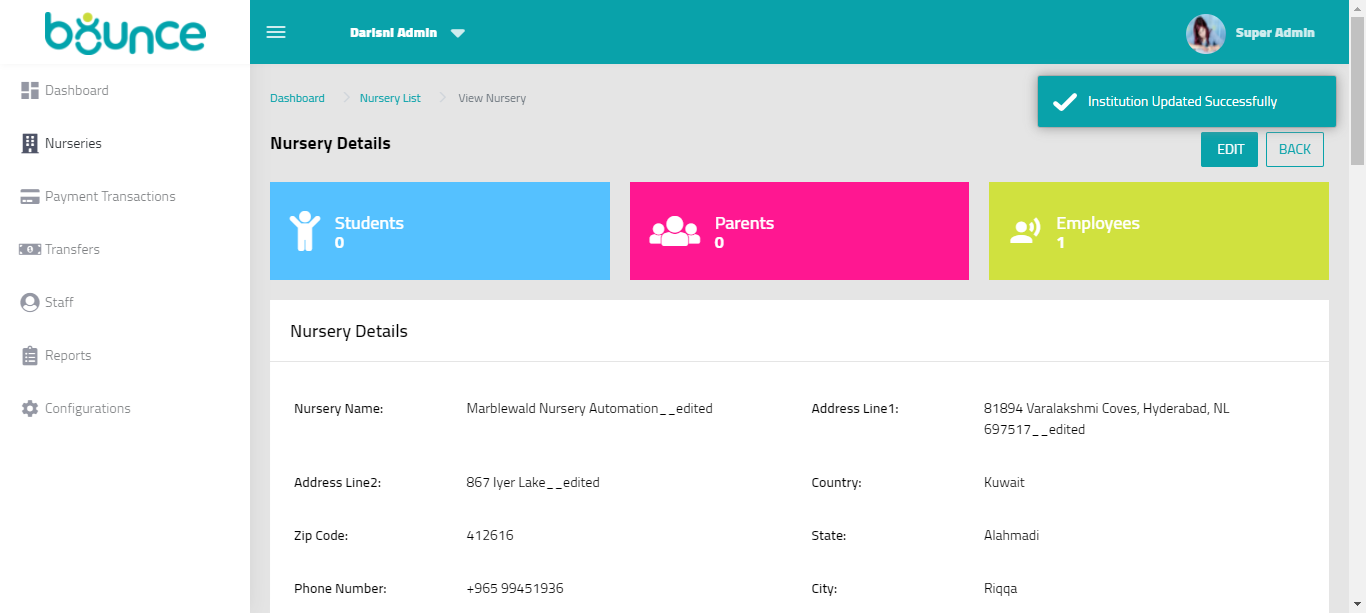 bounce
Darisni Admin
Super Admin
Dashboard
Nurseries
Payment Transactions
Transfers
Staff
Reports
Configurations
Dashboard
Nursery List
View Nursery
Institution Updated Successfully
Nursery Details
EDIT
BACK
Students
0
Parents
0
Employees
1
Nursery Details
Nursery Name:
Marblewald Nursery Automation__edited
Address Line1:
81894 Varalakshmi Coves, Hyderabad, NL
697517__edited
Address Line2:
867 Iyer Lake__edited
Country:
Kuwait
Zip Code:
412616
State:
Alahmadi
Phone Number:
+965 99451936
City:
Riqqa